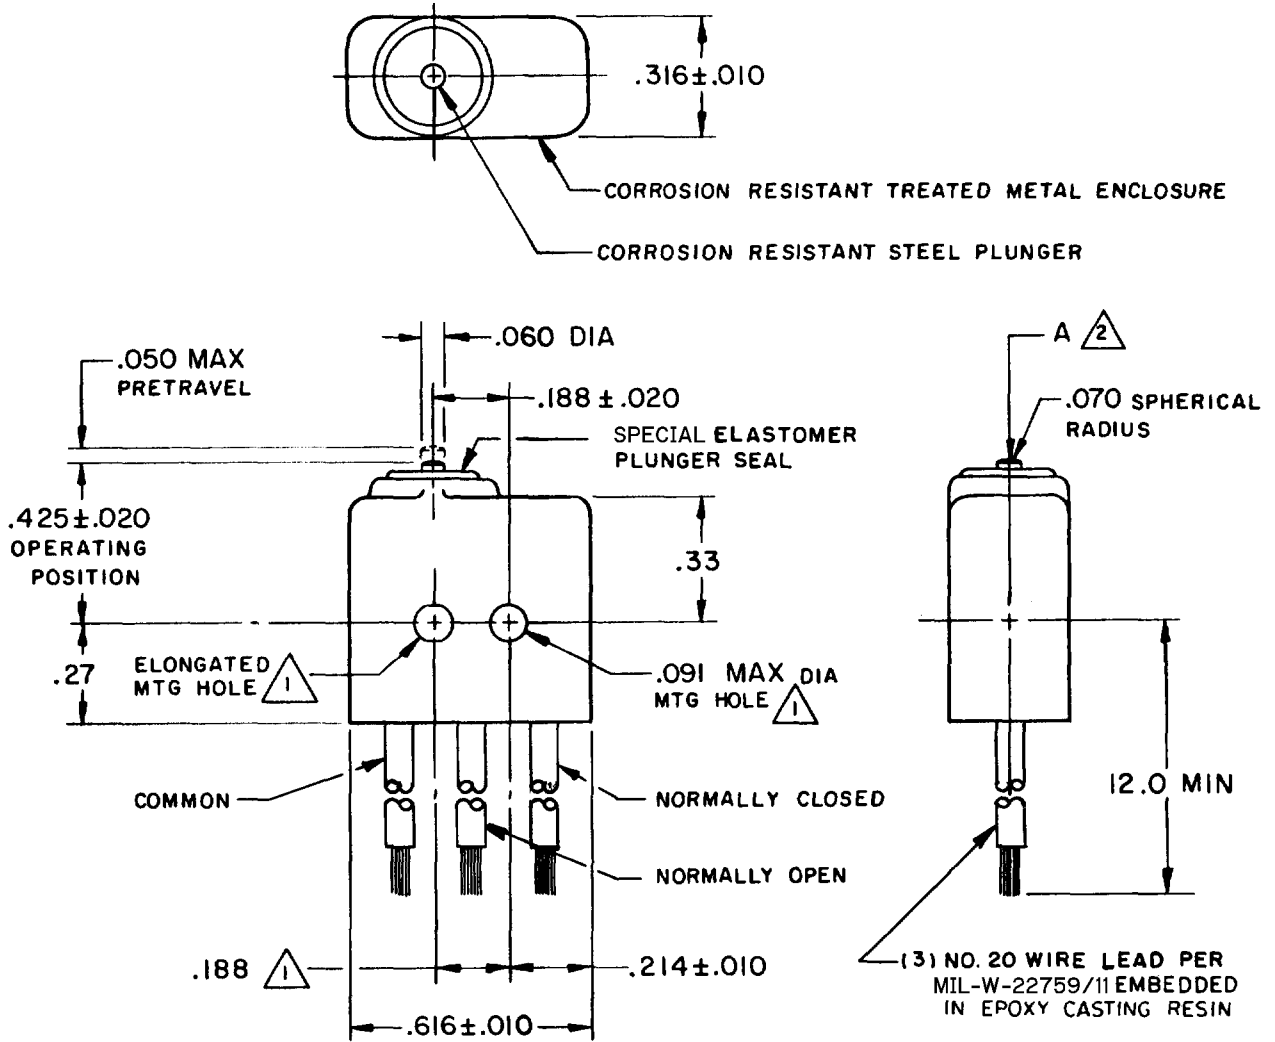 .316±.010
CORROSION RESISTANT TREATED METAL ENCLOSURE
CORROSION RESISTANT STEEL PLUNGER
.060 DIA
A 2
.050 MAX
PRETRAVEL
.188±.020
.070 SPHERICAL
RADIUS
SPECIAL ELASTOMER
PLUNGER SEAL
.425±.020
OPERATING
POSITION
.33
.27
ELONGATED
MTG HOLE 1
.091 MAX DIA
MTG HOLE 1
COMMON
NORMALLY CLOSED
12.0 MIN
NORMALLY OPEN
.188 1
.214±.010
(3) NO. 20 WIRE LEAD PER
MIL-W-22759/11 EMBEDDED
IN EPOXY CASTING RESIN
.616±.010